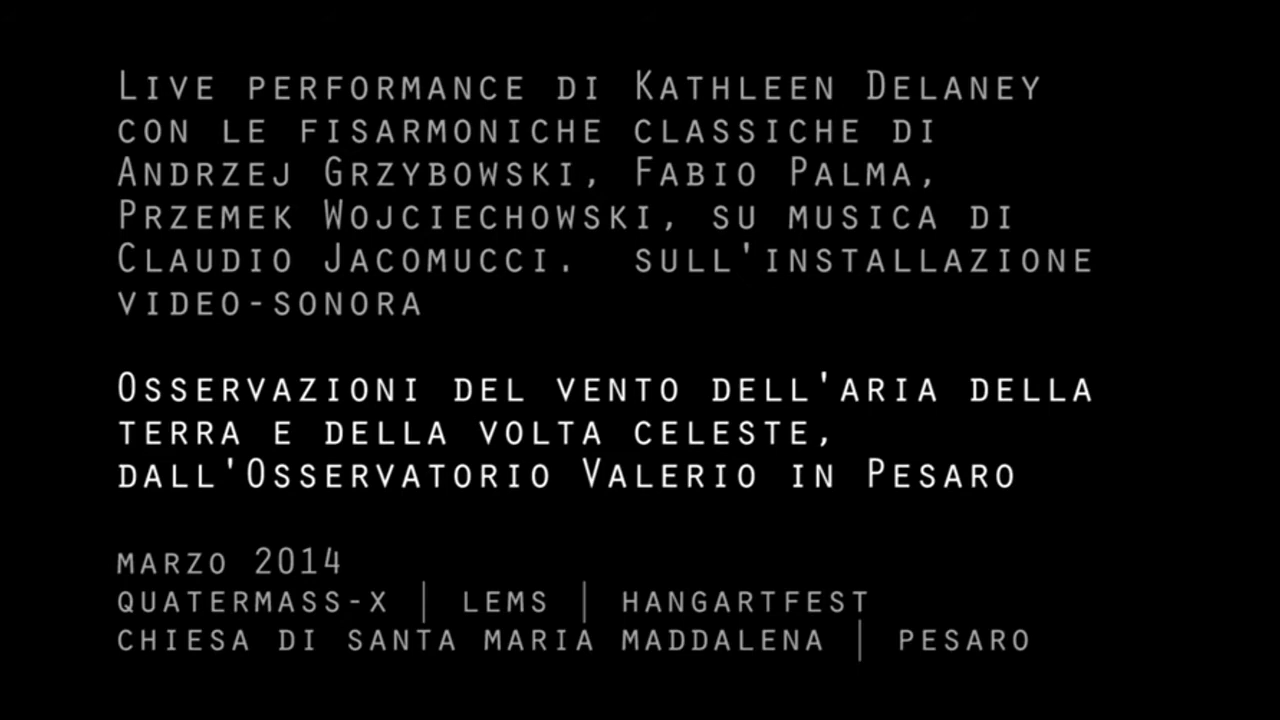 Live performance di Kathleen Delaney
con le fisarmoniche classiche di
Andrzej Grzybowski, Fabio Palma,
Przemek Wojciechowski, su musica di
Claudio Jacomucci.  sull'installazione
video-sonora
Osservazioni del vento dell'aria della
terra e della volta celeste,
dall'Osservatorio Valerio in Pesaro
marzo 2014
quatermass-x | lems | hangartfest
chiesa di santa maria maddalena | pesaro